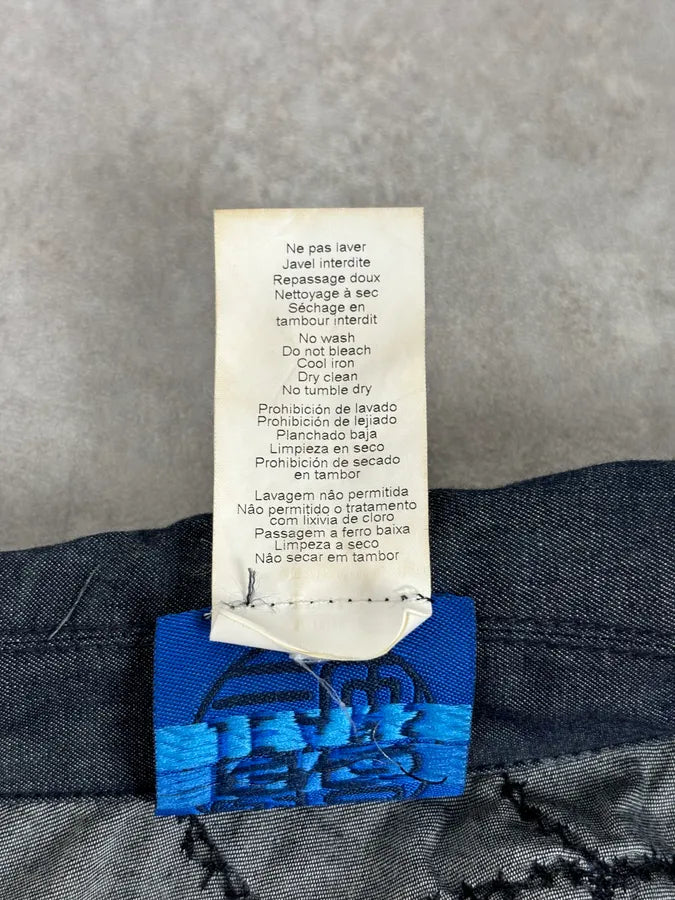 Ne pas laver
Javel interdite
Repassage doux
Nettoyage à sec
Séchage en
tambour interdit
No wash
Do not bleach
Cool iron
Dry clean
No tumble dry
Prohibición de lavado
Prohibición de lejiado
Planchado baja
Limpieza en seco
Prohibición de secado
en tambor
Lavagem não permitida
Não permitido o tratamento
com lixivia de cloro
Passagem a ferro baixa
Limpeza a seco
Não secar em tambor